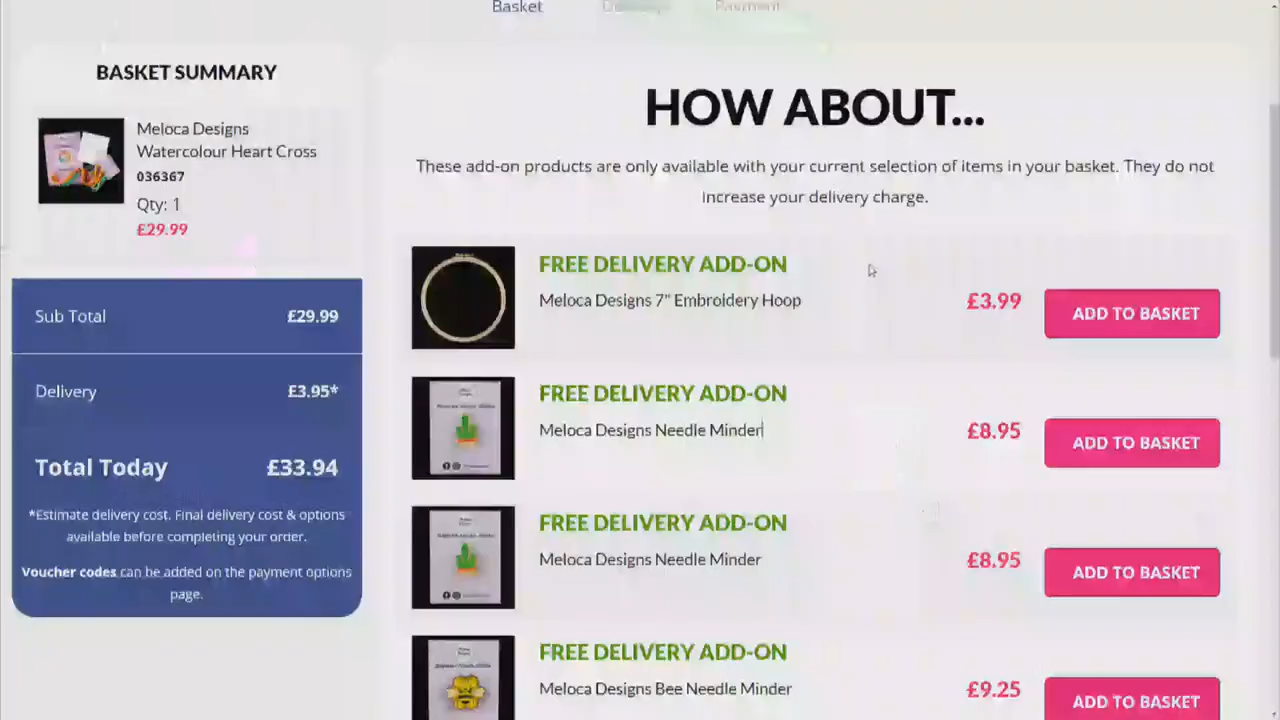 Basket Delivery Payment
BASKET SUMMARY
Meloca Designs
Watercolour Heart Cross
036367
Qty: 1
£29.99
Sub Total £29.99
Delivery £3.95*
Total Today £33.94
*Estimate delivery cost. Final delivery cost & options
available before completing your order.
Voucher codes can be added on the payment options
page.
HOW ABOUT...
These add-on products are only available with your current selection of items in your basket. They do not
increase your delivery charge.
FREE DELIVERY ADD-ON
Meloca Designs 7" Embroidery Hoop
£3.99
ADD TO BASKET
FREE DELIVERY ADD-ON
Meloca Designs Needle Minder
£8.95
ADD TO BASKET
FREE DELIVERY ADD-ON
Meloca Designs Needle Minder
£8.95
ADD TO BASKET
FREE DELIVERY ADD-ON
Meloca Designs Bee Needle Minder
£9.25
ADD TO BASKET